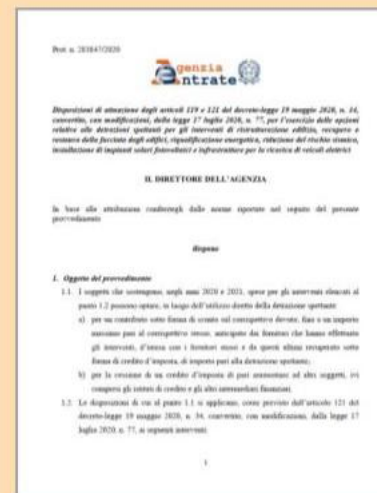 Prot. n. 283847/2020
genzia
ntrate
Disposizioni di attuazione degli articoli 119 e 121 del decreto-legge 19 maggio 2020, n. 34,
convertito, con modificazioni, dalla legge 17 luglio 2020, n. 77, per l'esercizio delle opzioni
relative alle detrazioni spettanti per gli interventi di ristrutturazione edilizia, recupero o
restauro della facciata degli edifici, riqualificazione energetica, riduzione del rischio sismico,
installazione di impianti solari fotovoltaici e infrastrutture per la ricarica di veicoli elettrici
IL DIRETTORE DELL'AGENZIA
In base alle attribuzioni conferitegli dalle norme riportate nel seguito del presente
provvedimento
dispone
1. Oggetto del provvedimento
1.1. I soggetti che sostengono, negli anni 2020 e 2021, spese per gli interventi elencati al
punto 1.2 possono optare, in luogo dell'utilizzo diretto della detrazione spettante:
a) per un contributo sotto forma di sconto sul corrispettivo dovuto, fino a un importo
massimo pari al corrispettivo stesso, anticipato dai fornitori che hanno effettuato
gli interventi, d'intesa con i fornitori stessi e da questi ultimi recuperato sotto
forma di credito d'imposta, di importo pari alla detrazione spettante;
b) per la cessione di un credito d'imposta di pari ammontare ad altri soggetti, ivi
compresi gli istituti di credito e gli altri intermediari finanziari.
1.2. Le disposizioni di cui al punto 1.1 si applicano, come previsto dall'articolo 121 del
decreto-legge 19 maggio 2020, n. 34, convertito, con modificazioni, dalla legge 17
luglio 2020, n. 77, ai seguenti interventi:
1